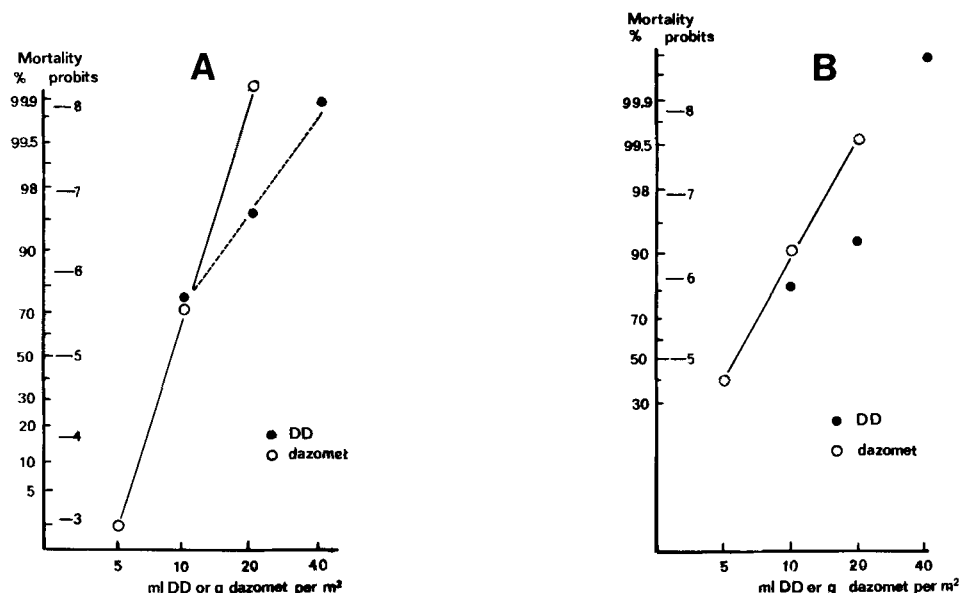 A
Mortality
% probits
99.9 —8
99.5
98 —7
90
—6
70
50 —5
30
20 —4
10
5
—3
● DD
○ dazomet
5 10 20 40
ml DD or g dazomet per m²
B
Mortality
% probits
99.9
—8
99.5
98 —7
90
—6
70
50 —5
30
● DD
○ dazomet
5 10 20 40
ml DD er g dazomet per m²